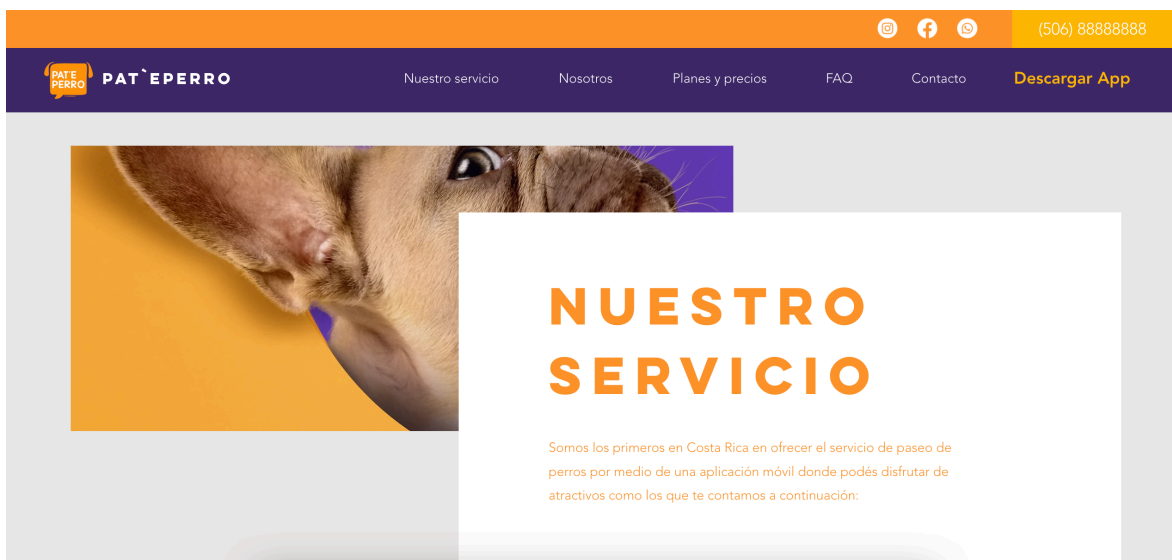 (506) 88888888
PAT'E
PERRO
PAT`EPERRO
Nuestro servicio
Nosotros
Planes y precios
FAQ
Contacto
Descargar App
NUESTRO
SERVICIO
Somos los primeros en Costa Rica en ofrecer el servicio de paseo de
perros por medio de una aplicación móvil donde podés disfrutar de
atractivos como los que te contamos a continuación: